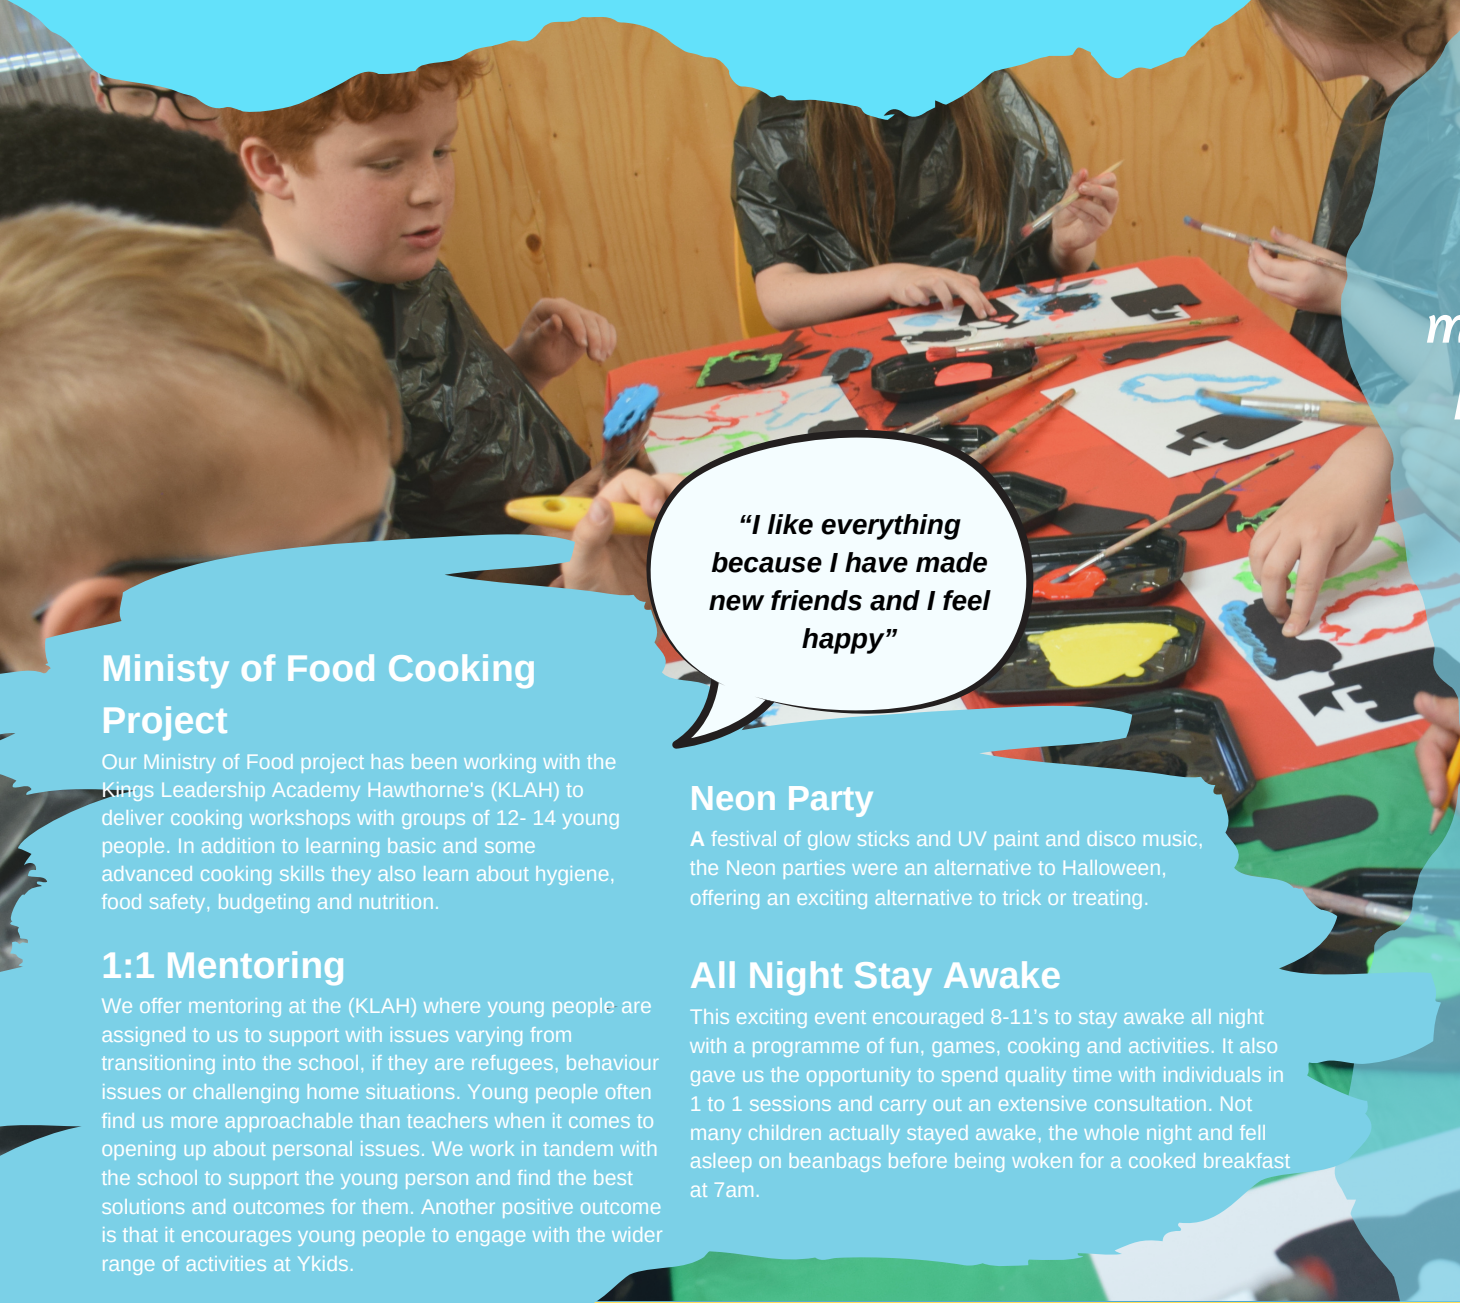 “I like everything
because I have made
new friends and I feel
happy”
Ministy of Food Cooking
Project
Our Ministry of Food project has been working with the
Kings Leadership Academy Hawthorne's (KLAH) to
deliver cooking workshops with groups of 12- 14 young
people. In addition to learning basic and some
advanced cooking skills they also learn about hygiene,
food safety, budgeting and nutrition.
1:1 Mentoring
We offer mentoring at the (KLAH) where young people are
assigned to us to support with issues varying from
transitioning into the school, if they are refugees, behaviour
issues or challenging home situations. Young people often
find us more approachable than teachers when it comes to
opening up about personal issues. We work in tandem with
the school to support the young person and find the best
solutions and outcomes for them. Another positive outcome
is that it encourages young people to engage with the wider
range of activities at Ykids.
Neon Party
A festival of glow sticks and UV paint and disco music,
the Neon parties were an alternative to Halloween,
offering an exciting alternative to trick or treating.
All Night Stay Awake
This exciting event encouraged 8-11’s to stay awake all night
with a programme of fun, games, cooking and activities. It also
gave us the opportunity to spend quality time with individuals in
1 to 1 sessions and carry out an extensive consultation. Not
many children actually stayed awake, the whole night and fell
asleep on beanbags before being woken for a cooked breakfast
at 7am.